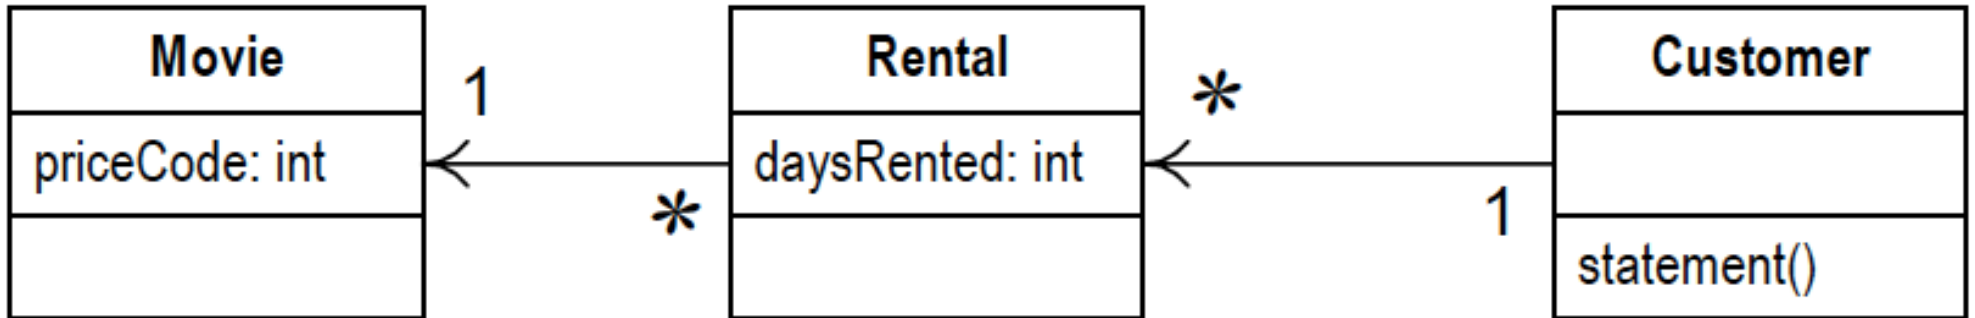 Movie
priceCode: int
1
*
Rental
daysRented: int
*
1
Customer
statement()